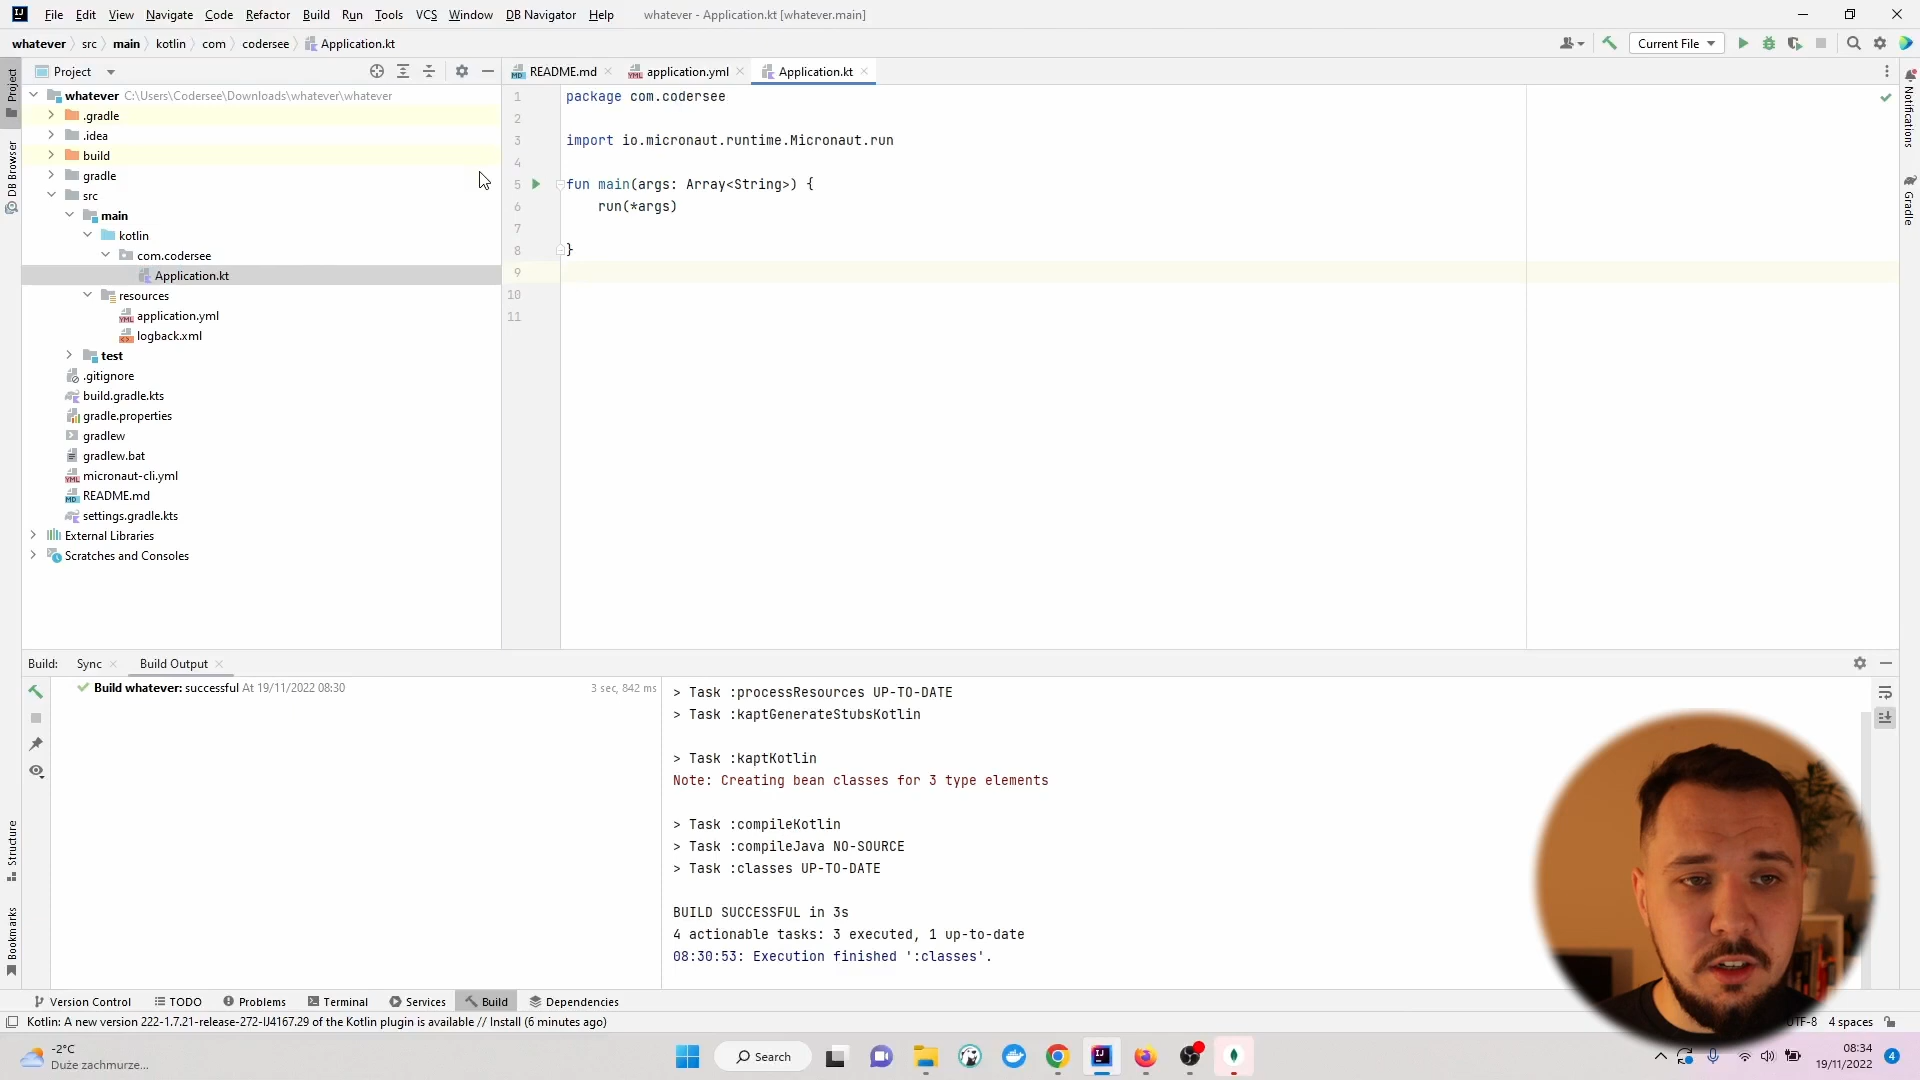 File Edit View Navigate Code Refactor Build Run Tools VCS Window DB Navigator Help whatever - Application.kt [whatever.main]
whatever src main kotlin com codersee Application.kt
Current File
Project
README.md application.yml Application.kt
whatever C:\Users\Codersee\Downloads\whatever\whatever
.gradle
.idea
build
gradle
src
main
kotlin
com.codersee
Application.kt
resources
application.yml
logback.xml
test
.gitignore
build.gradle.kts
gradle.properties
gradlew
gradlew.bat
micronaut-cli.yml
README.md
settings.gradle.kts
External Libraries
Scratches and Consoles
1 package com.codersee
2
3 import io.micronaut.runtime.Micronaut.run
4
5 fun main(args: Array<String>) {
6 run(*args)
7
8 }
9
10
11
Project
DB Browser
Structure
Bookmarks
Notifications
Gradle
Build: Sync Build Output
Build whatever: successful At 19/11/2022 08:30 3 sec, 842 ms
> Task :processResources UP-TO-DATE
> Task :kaptGenerateStubsKotlin
> Task :kaptKotlin
Note: Creating bean classes for 3 type elements
> Task :compileKotlin
> Task :compileJava NO-SOURCE
> Task :classes UP-TO-DATE
BUILD SUCCESSFUL in 3s
4 actionable tasks: 3 executed, 1 up-to-date
08:30:53: Execution finished ':classes'.
Version Control TODO Problems Terminal Services Build Dependencies
Kotlin: A new version 222-1.7.21-release-272-IJ4167.29 of the Kotlin plugin is available // Install (6 minutes ago)
UTF-8 4 spaces
-2°C
Duże zachmurze...
Search
08:34
19/11/2022
4